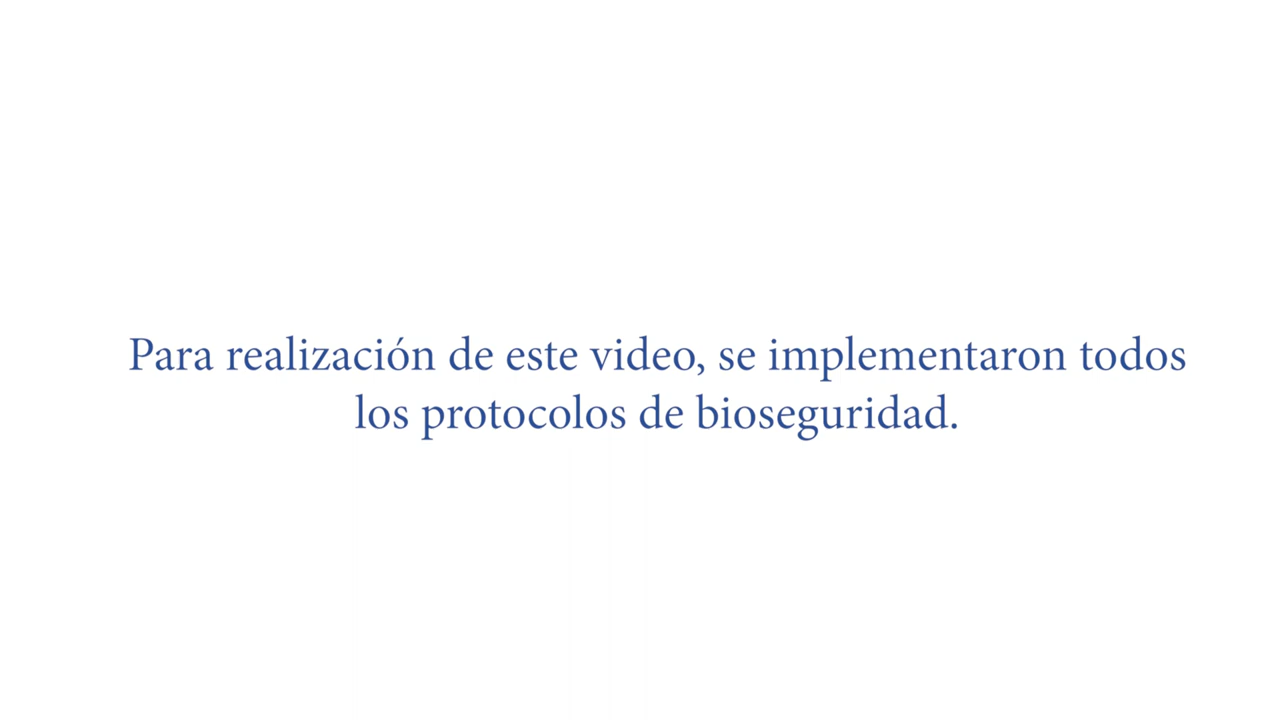 Para realización de este video, se implementaron todos
los protocolos de bioseguridad.